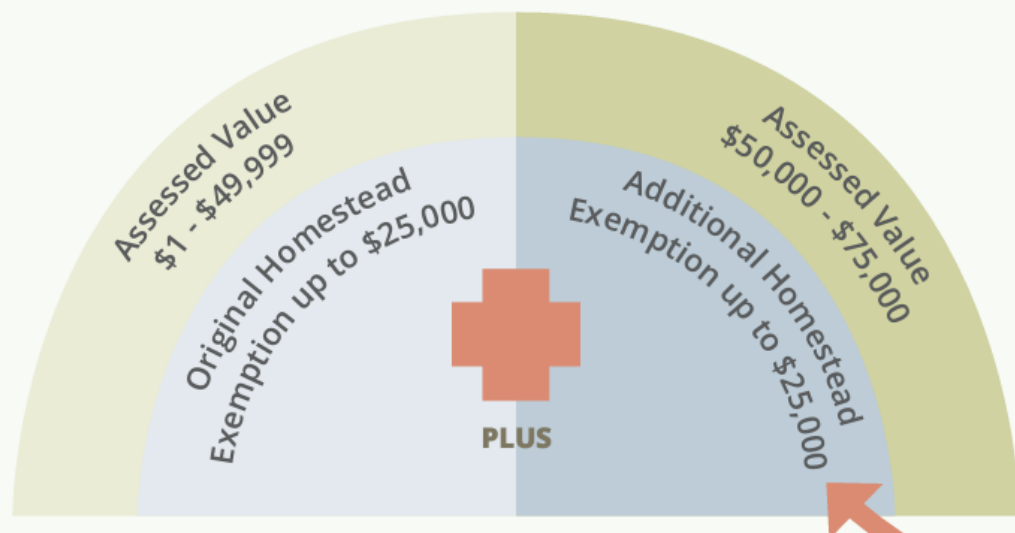 Assessed Value
$1 - $49,999
Original Homestead
Exemption up to $25,000
Assessed Value
$50,000 - $75,000
Additional Homestead
Exemption up to $25,000
PLUS